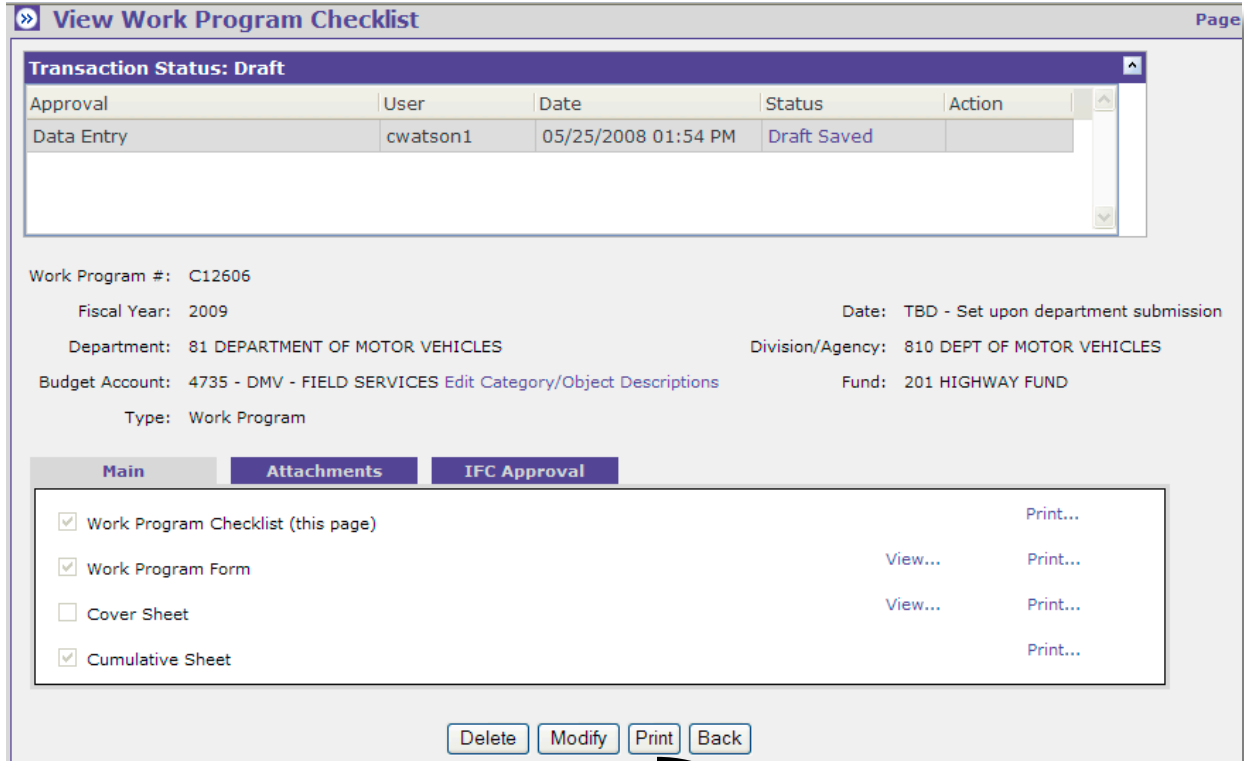 View Work Program Checklist Page
Transaction Status: Draft
Approval User Date Status Action
Data Entry cwatson1 05/25/2008 01:54 PM Draft Saved
Work Program #: C12606
Fiscal Year: 2009 Date: TBD - Set upon department submission
Department: 81 DEPARTMENT OF MOTOR VEHICLES Division/Agency: 810 DEPT OF MOTOR VEHICLES
Budget Account: 4735 - DMV - FIELD SERVICES Edit Category/Object Descriptions Fund: 201 HIGHWAY FUND
Type: Work Program
Main Attachments IFC Approval
Work Program Checklist (this page) Print...
Work Program Form View... Print...
Cover Sheet View... Print...
Cumulative Sheet Print...
Delete Modify Print Back